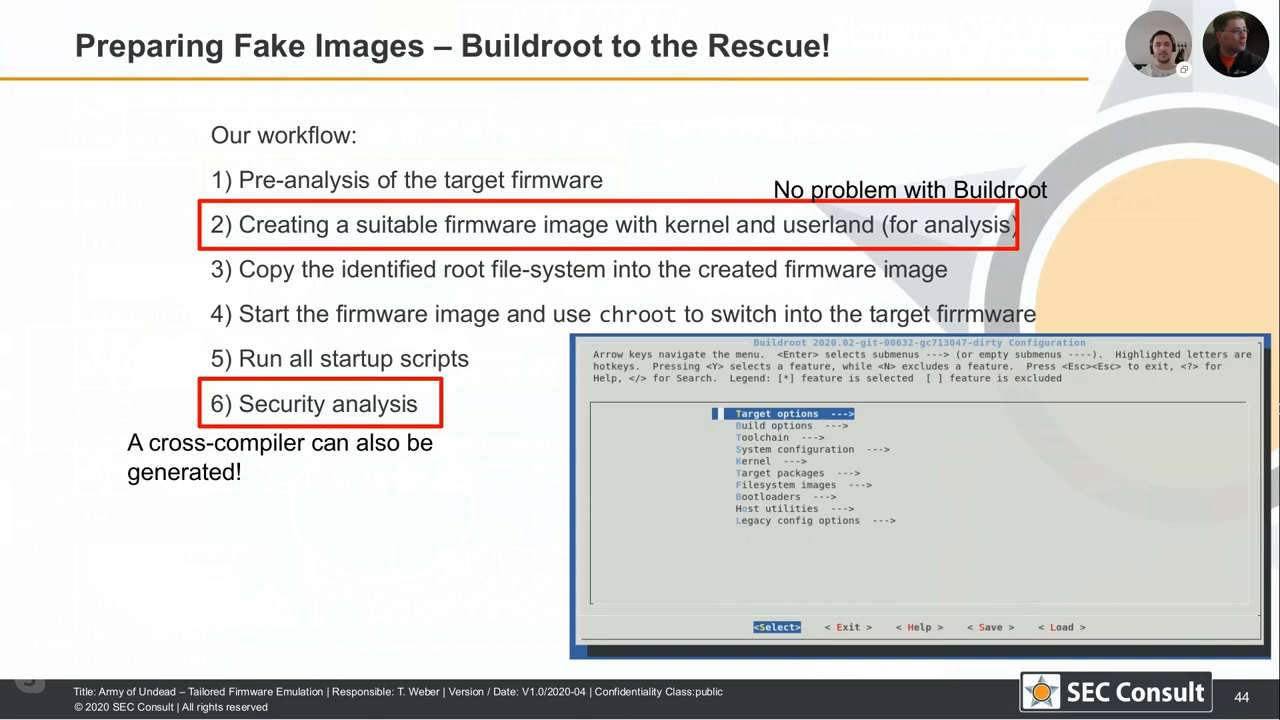 Preparing Fake Images – Buildroot to the Rescue!
Our workflow:
1) Pre-analysis of the target firmware
No problem with Buildroot
2) Creating a suitable firmware image with kernel and userland (for analysis)
3) Copy the identified root file-system into the created firmware image
4) Start the firmware image and use chroot to switch into the target firrmware
5) Run all startup scripts
6) Security analysis
A cross-compiler can also be
generated!
Buildroot 2020.02-git-00632-gc713047-dirty Configuration
Arrow keys navigate the menu. <Enter> selects submenus ---> (or empty submenus ----). Highlighted letters are
hotkeys. Pressing <Y> selects a feature, while <N> excludes a feature. Press <Esc><Esc> to exit, <?> for
Help, </> for Search. Legend: [*] feature is selected [ ] feature is excluded
Target options --->
Build options --->
Toolchain --->
System configuration --->
Kernel --->
Target packages --->
Filesystem images --->
Bootloaders --->
Host utilities --->
Legacy config options --->
<Select> < Exit > < Help > < Save > < Load >
Title: Army of Undead – Tailored Firmware Emulation | Responsible: T. Weber | Version / Date: V1.0/2020-04 | Confidentiality Class:public
© 2020 SEC Consult | All rights reserved
SEC Consult
44